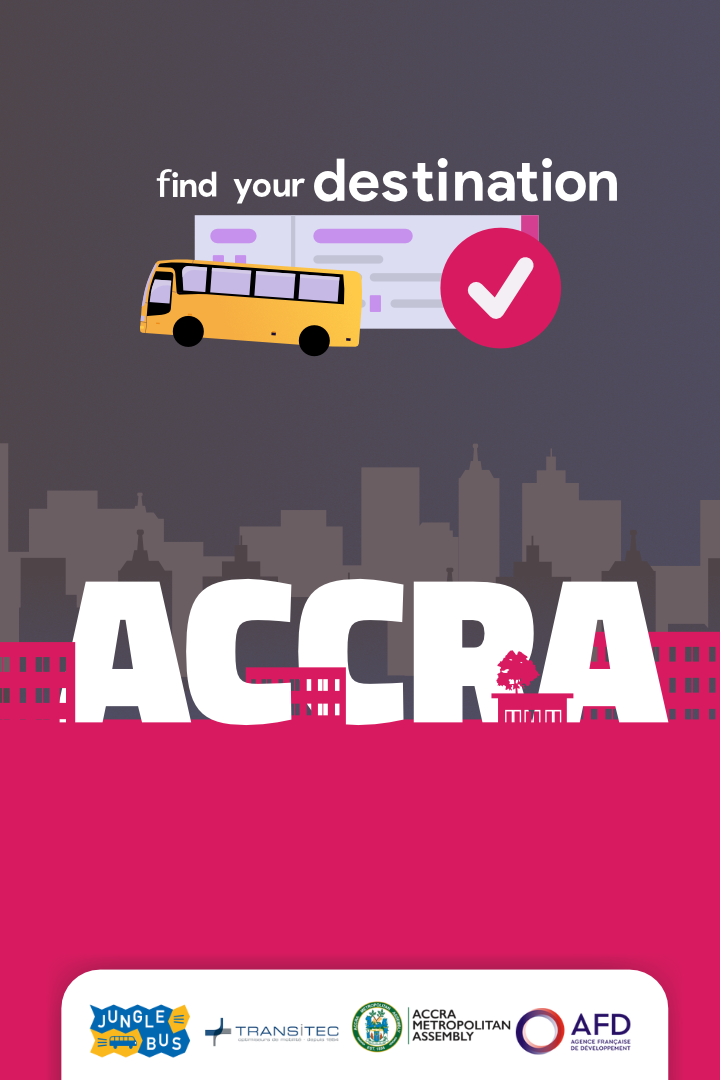 find your destination
ACCRA
JUNGLE
BUS
TRANSITEC
optimiseurs de mobilité · depuis 1954
ACCRA
METROPOLITAN
ASSEMBLY
AFD
AGENCE FRANÇAISE
DE DÉVELOPPEMENT